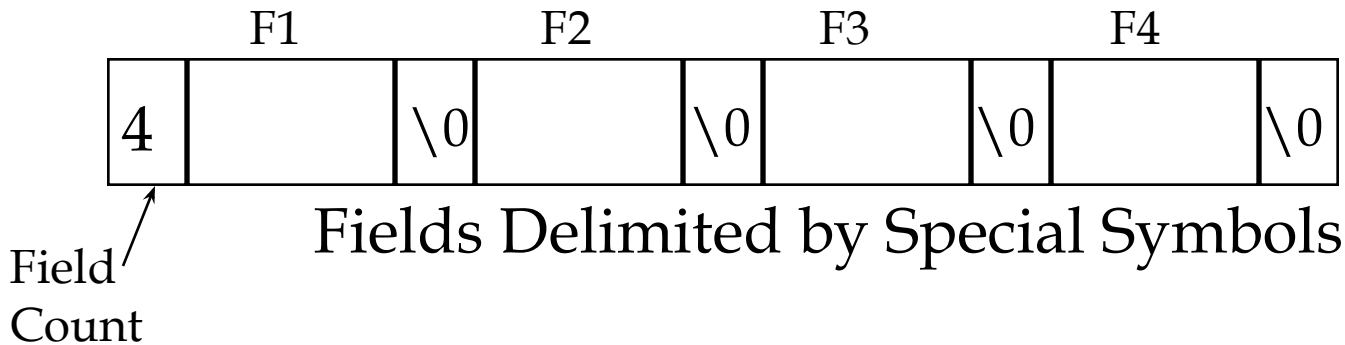 F1 F2 F3 F4
4 \0 \0 \0 \0
Fields Delimited by Special Symbols
Field
Count